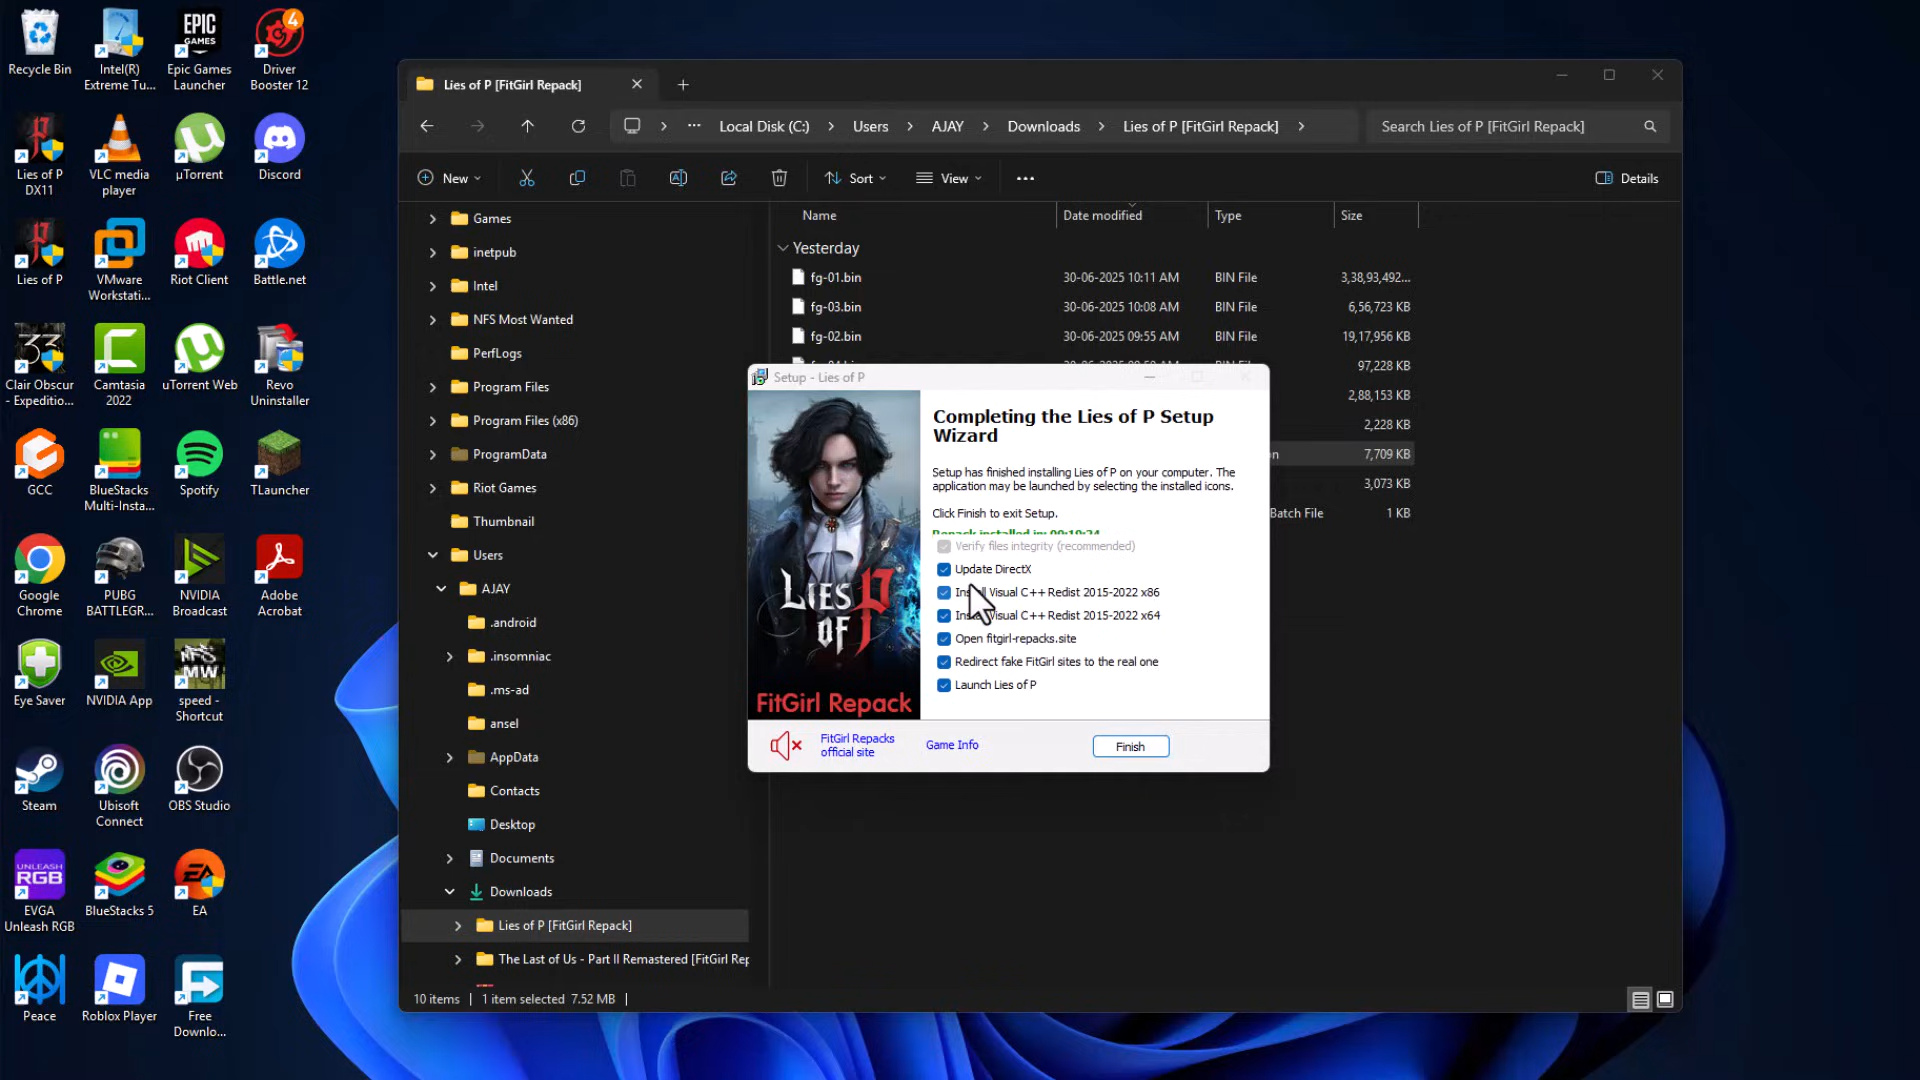 Recycle Bin
Intel(R)
Extreme Tu...
EPIC
GAMES
Epic Games
Launcher
4
Driver
Booster 12
Lies of P
DX11
VLC media
player
µTorrent
Discord
Lies of P
VMware
Workstati...
Riot Client
Battle.net
33
Clair Obscur
- Expeditio...
Camtasia
2022
uTorrent Web
Revo
Uninstaller
GCC
BlueStacks
Multi-Insta...
Spotify
TLauncher
Google
Chrome
PUBG
BATTLEGR...
NVIDIA
Broadcast
Adobe
Acrobat
Eye Saver
NVIDIA App
NFS
MW
speed -
Shortcut
Steam
Ubisoft
Connect
OBS Studio
UNLEASH
RGB
EVGA
Unleash RGB
BlueStacks 5
EA
EA
Peace
Roblox Player
Free
Downlo...
Lies of P [FitGirl Repack]
Local Disk (C:)
Users
AJAY
Downloads
Lies of P [FitGirl Repack]
Search Lies of P [FitGirl Repack]
New
Sort
View
Details
Games
inetpub
Intel
NFS Most Wanted
PerfLogs
Program Files
Program Files (x86)
ProgramData
Riot Games
Thumbnail
Users
AJAY
.android
.insomniac
.ms-ad
ansel
AppData
Contacts
Desktop
Documents
Downloads
Lies of P [FitGirl Repack]
The Last of Us - Part II Remastered [FitGirl Rep
Name Date modified Type Size
Yesterday
fg-01.bin 30-06-2025 10:11 AM BIN File 3,38,93,492...
fg-03.bin 30-06-2025 10:08 AM BIN File 6,56,723 KB
fg-02.bin 30-06-2025 09:55 AM BIN File 19,17,956 KB
97,228 KB
2,88,153 KB
2,228 KB
7,709 KB
3,073 KB
Batch File 1 KB
Setup - Lies of P
LIES
OF P
FitGirl Repack
Completing the Lies of P Setup
Wizard
Setup has finished installing Lies of P on your computer. The
application may be launched by selecting the installed icons.
Click Finish to exit Setup.
Repack installed in:
Verify files integrity (recommended)
Update DirectX
Install Visual C++ Redist 2015-2022 x86
Install Visual C++ Redist 2015-2022 x64
Open fitgirl-repacks.site
Redirect fake FitGirl sites to the real one
Launch Lies of P
FitGirl Repacks
official site
Game Info
Finish
10 items
1 item selected 7.52 MB